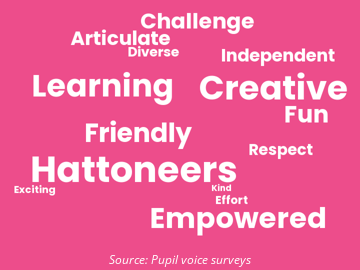 Challenge
Articulate
Diverse
Independent
Learning
Creative
Fun
Friendly
Respect
Hattoneers
Exciting
Kind
Effort
Empowered
Source: Pupil voice surveys